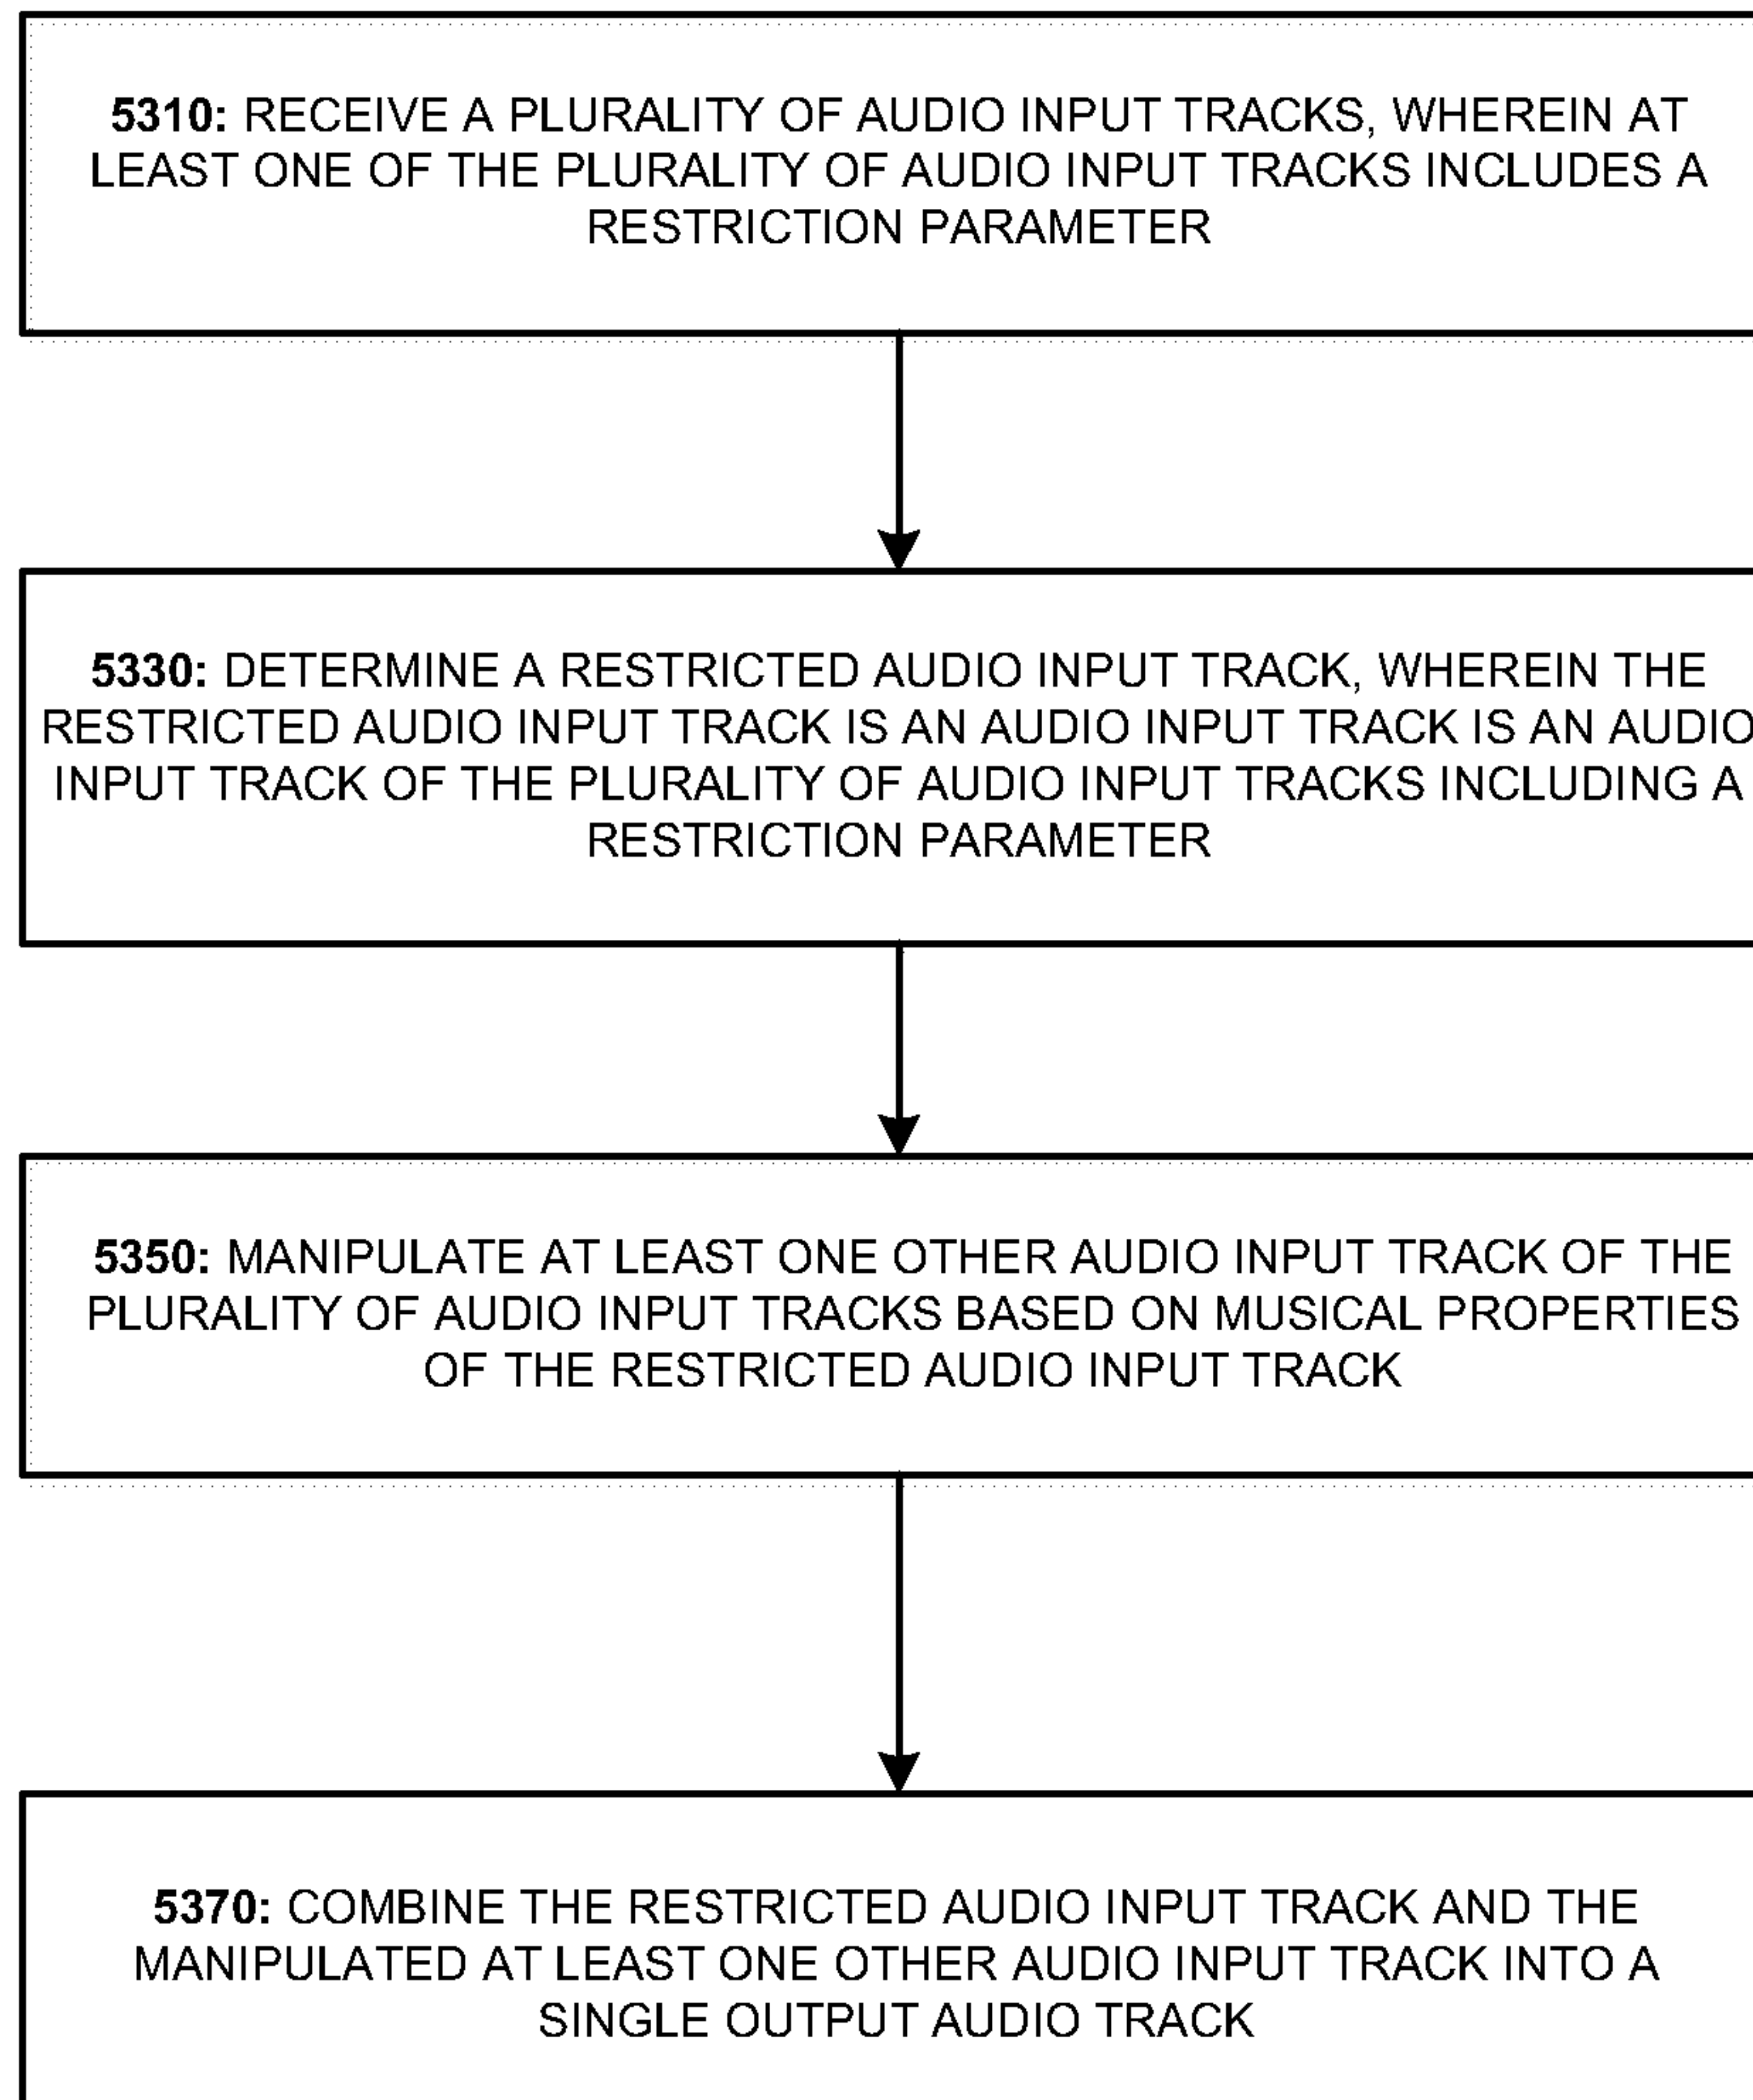 5310: RECEIVE A PLURALITY OF AUDIO INPUT TRACKS, WHEREIN AT
LEAST ONE OF THE PLURALITY OF AUDIO INPUT TRACKS INCLUDES A
RESTRICTION PARAMETER
5330: DETERMINE A RESTRICTED AUDIO INPUT TRACK, WHEREIN THE
RESTRICTED AUDIO INPUT TRACK IS AN AUDIO INPUT TRACK IS AN AUDIO
INPUT TRACK OF THE PLURALITY OF AUDIO INPUT TRACKS INCLUDING A
RESTRICTION PARAMETER
5350: MANIPULATE AT LEAST ONE OTHER AUDIO INPUT TRACK OF THE
PLURALITY OF AUDIO INPUT TRACKS BASED ON MUSICAL PROPERTIES
OF THE RESTRICTED AUDIO INPUT TRACK
5370: COMBINE THE RESTRICTED AUDIO INPUT TRACK AND THE
MANIPULATED AT LEAST ONE OTHER AUDIO INPUT TRACK INTO A
SINGLE OUTPUT AUDIO TRACK